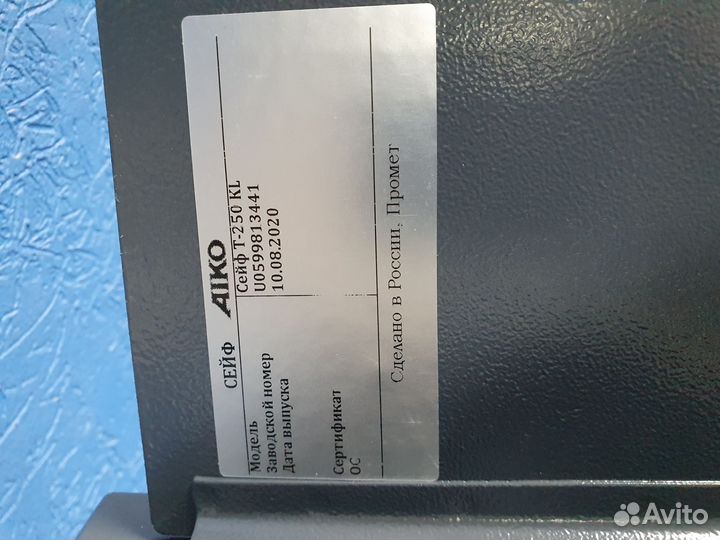 СЕЙФ AIKO
Модель Сейф Т-250 KL
Заводской номер U0599813441
Дата выпуска 10.08.2020
Сертификат
ОС
Сделано в России, Промет
Avito